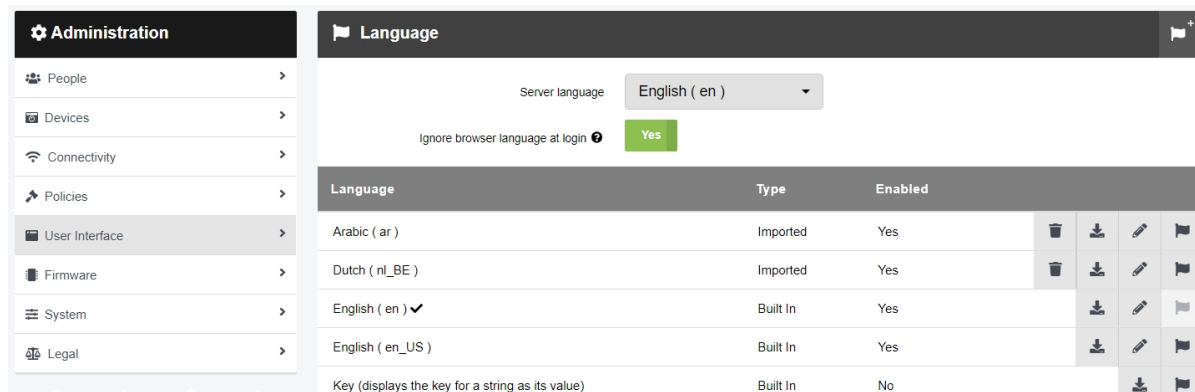 Administration
People
Devices
Connectivity
Policies
User Interface
Firmware
System
Legal
Language
Server language English ( en )
Ignore browser language at login Yes
Language Type Enabled
Arabic ( ar ) Imported Yes
Dutch ( nl_BE ) Imported Yes
English ( en ) Built In Yes
English ( en_US ) Built In Yes
Key (displays the key for a string as its value) Built In No